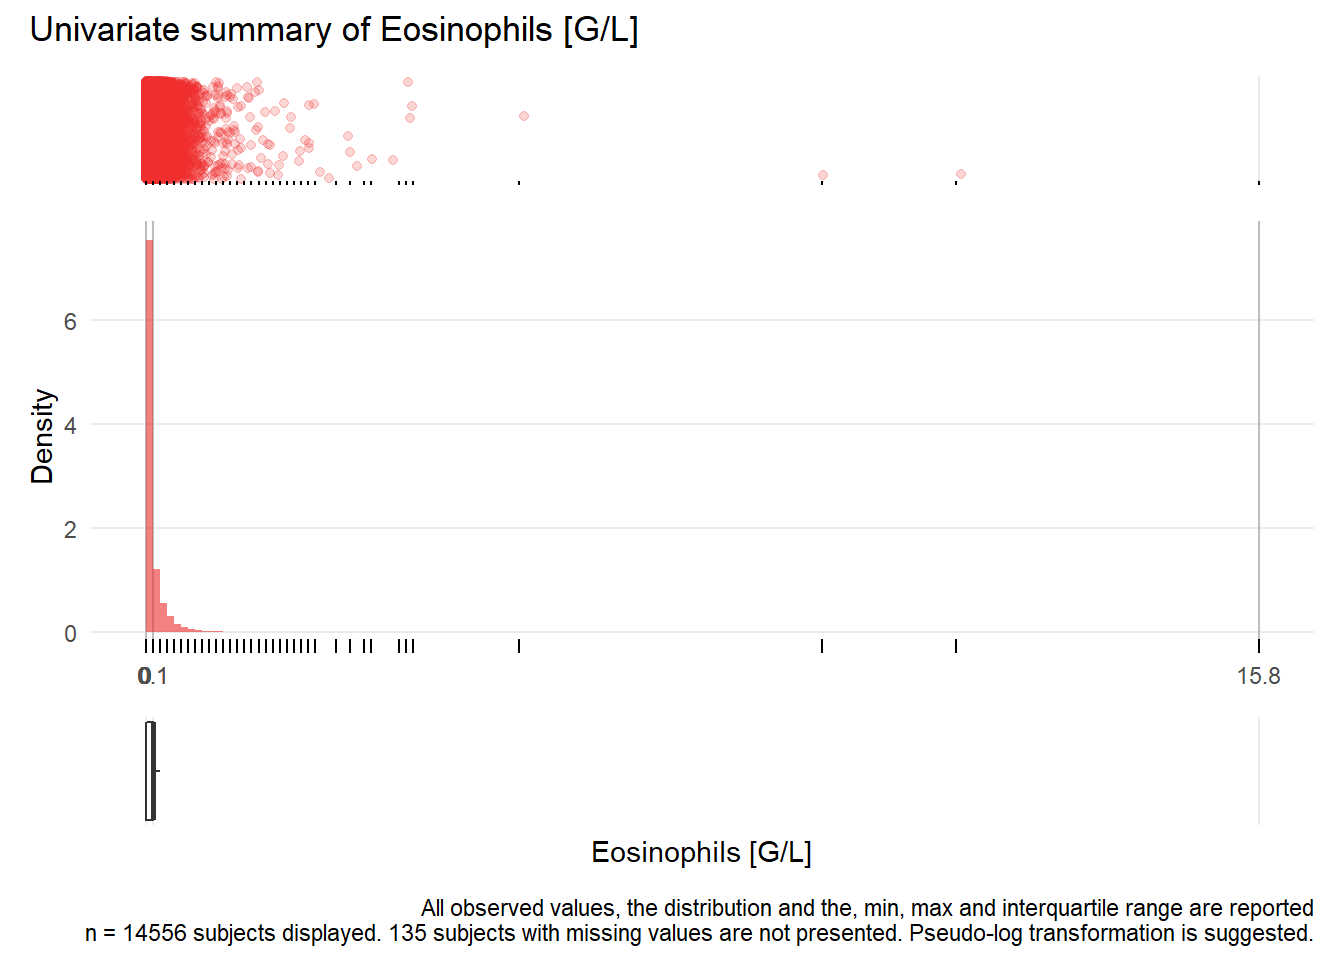 Univariate summary of Eosinophils [G/L]
6
4
2
0
Density
0 0.1 15.8
Eosinophils [G/L]
All observed values, the distribution and the, min, max and interquartile range are reported
n = 14556 subjects displayed. 135 subjects with missing values are not presented. Pseudo-log transformation is suggested.